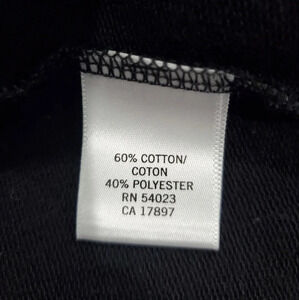 60% COTTON/
COTON
40% POLYESTER
RN 54023
CA 17897